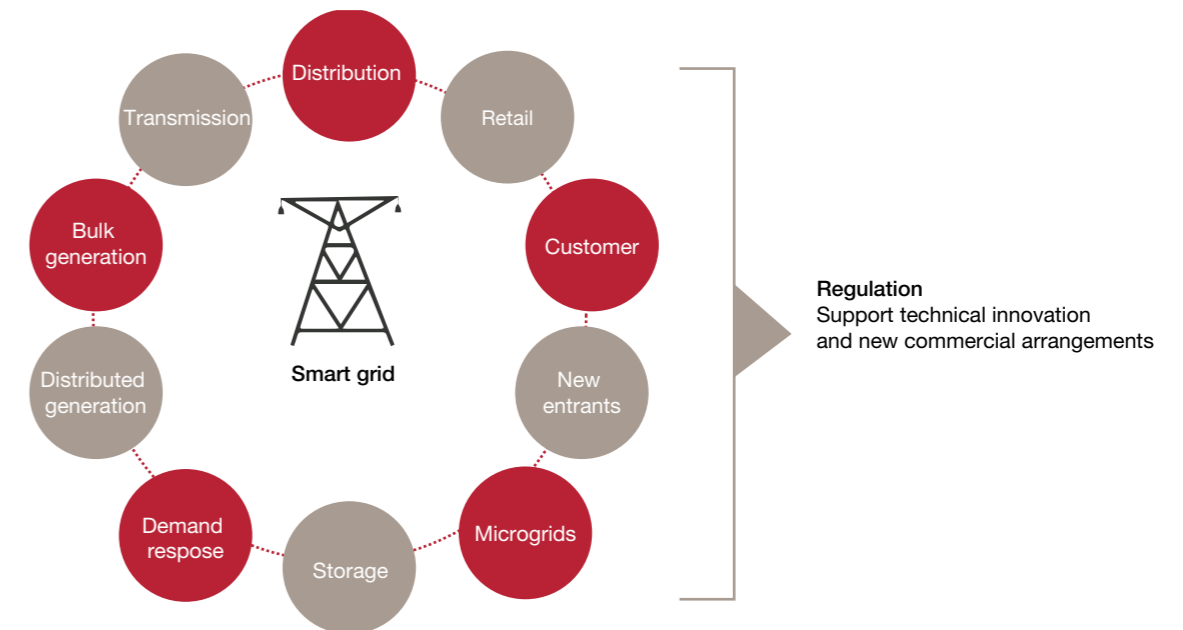 Distribution
Transmission
Retail
Bulk
generation
Customer
Regulation
Support technical innovation
and new commercial arrangements
Smart grid
Distributed
generation
New
entrants
Demand
respose
Microgrids
Storage